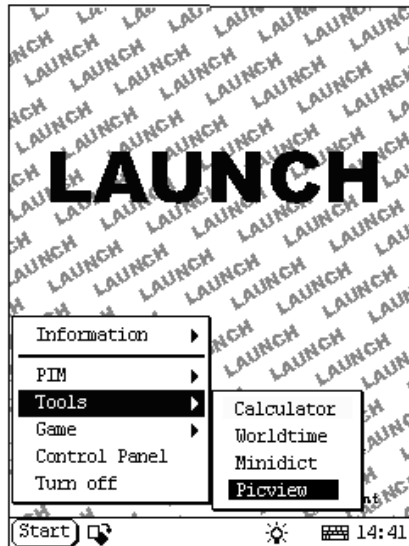 LAUNCH
Information
PIM
Tools
Game
Control Panel
Turn off
Calculator
Worldtime
Minidict
Picview
Start
14:41